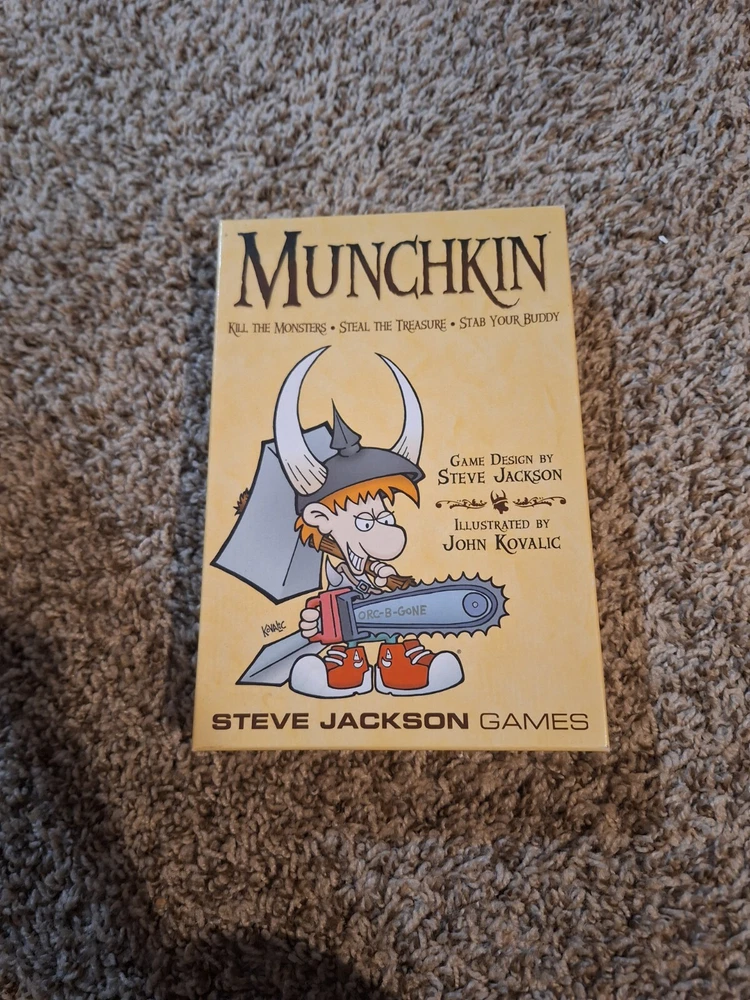 MUNCHKIN
KILL THE MONSTERS • STEAL THE TREASURE • STAB YOUR BUDDY
GAME DESIGN BY
STEVE JACKSON
ILLUSTRATED BY
JOHN KOVALIC
ORC-B-GONE
KOVALIC
STEVE JACKSON GAMES